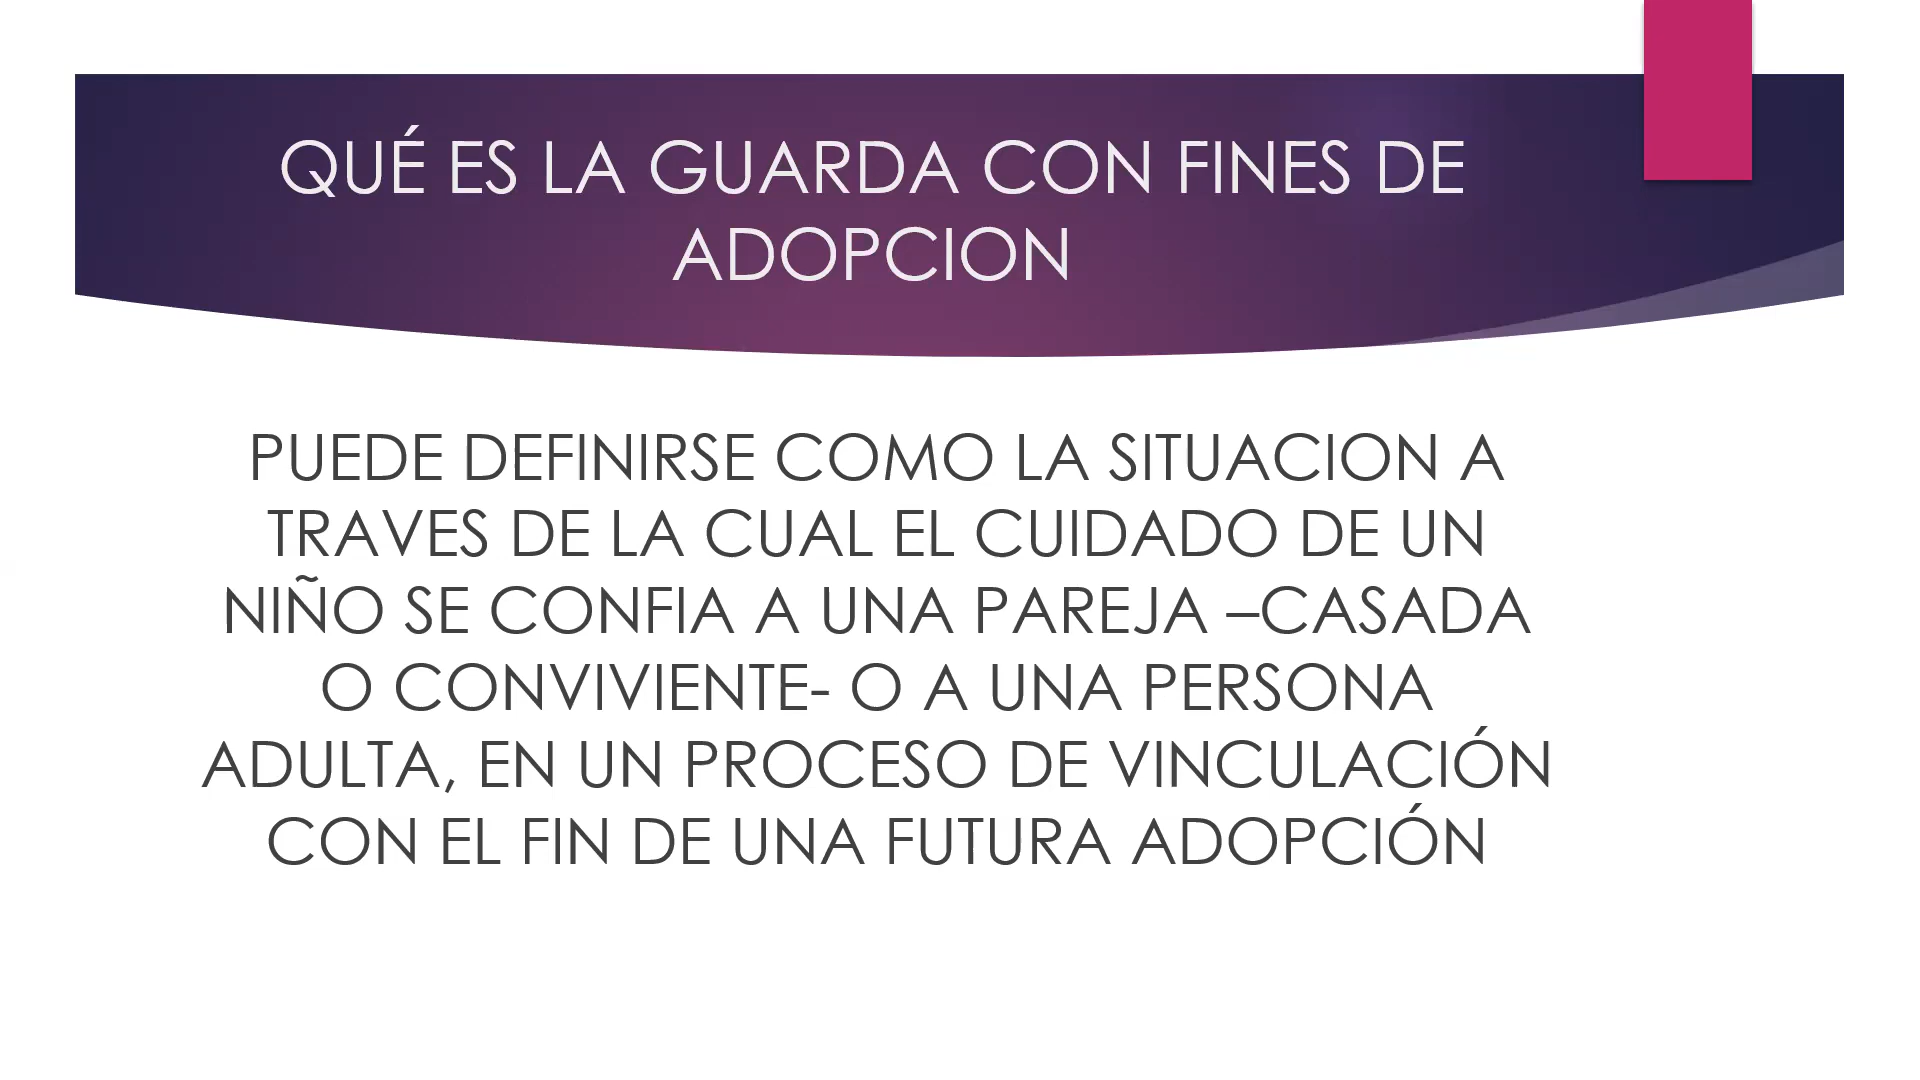 QUÉ ES LA GUARDA CON FINES DE
ADOPCION
PUEDE DEFINIRSE COMO LA SITUACION A
TRAVES DE LA CUAL EL CUIDADO DE UN
NIÑO SE CONFIA A UNA PAREJA –CASADA
O CONVIVIENTE- O A UNA PERSONA
ADULTA, EN UN PROCESO DE VINCULACIÓN
CON EL FIN DE UNA FUTURA ADOPCIÓN